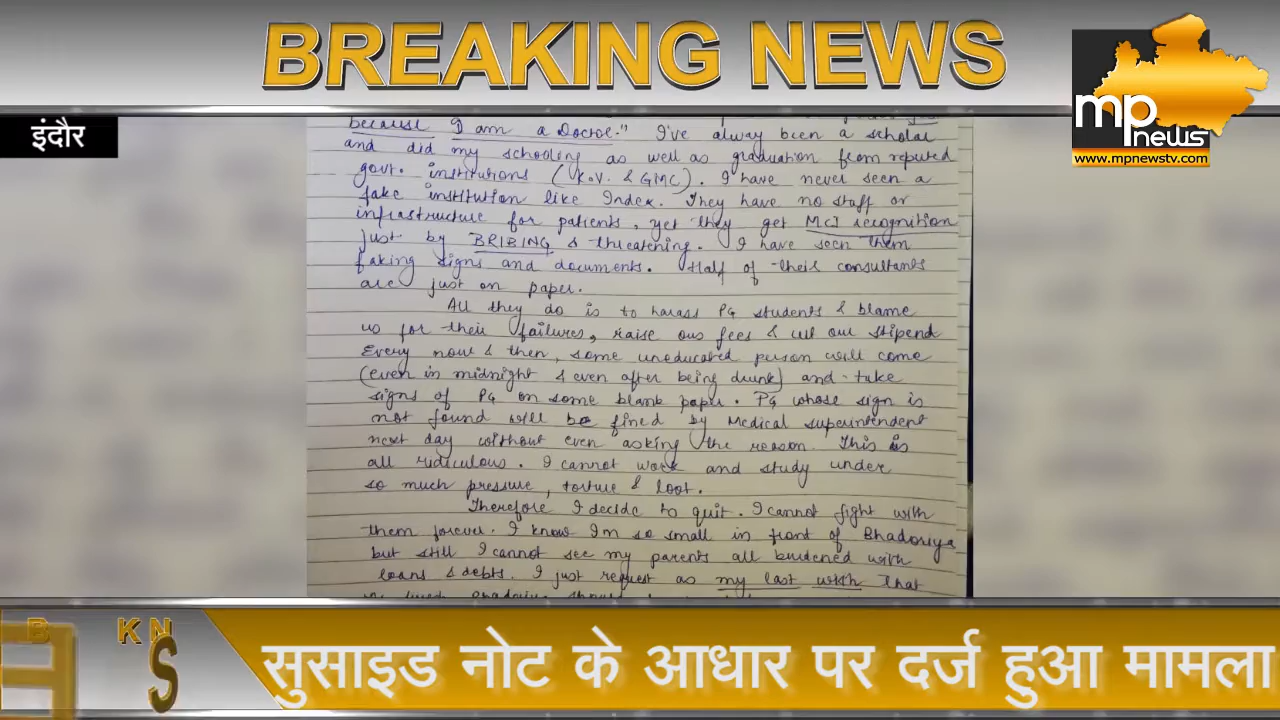 BREAKING NEWS
mp
news
www.mpnewstv.com
इंदौर
because I am a Doctor." I've alway been a scholar
and did my schooling as well as graduation from reputed
govt. institutions (K.V. & GMC). I have never seen a
fake institution like Index. They have no staff or
infrastructure for patients, yet they get MCI recognition
just by BRIBING & threatening. I have seen them
faking signs and documents. Half of their consultants
are just on paper.
All they do is to harass PG students & blame
us for their failures, raise our fees & cut our stipend
Every now & then, some uneducated person will come
(even in midnight & even after being drunk) and take
signs of PG on some blank paper. PG whose sign is
not found will be fined by Medical superintendent
next day without even asking the reason. This is
all ridiculous. I cannot work and study under
so much pressure, torture & loot.
Therefore I decide to quit. I cannot fight with
them forever. I know I'm so small in front of Bhadoriya
but still I cannot see my parents all burdened with
loans & debts. I just request as my last wish that
B K N
S
सुसाइड नोट के आधार पर दर्ज हुआ मामला